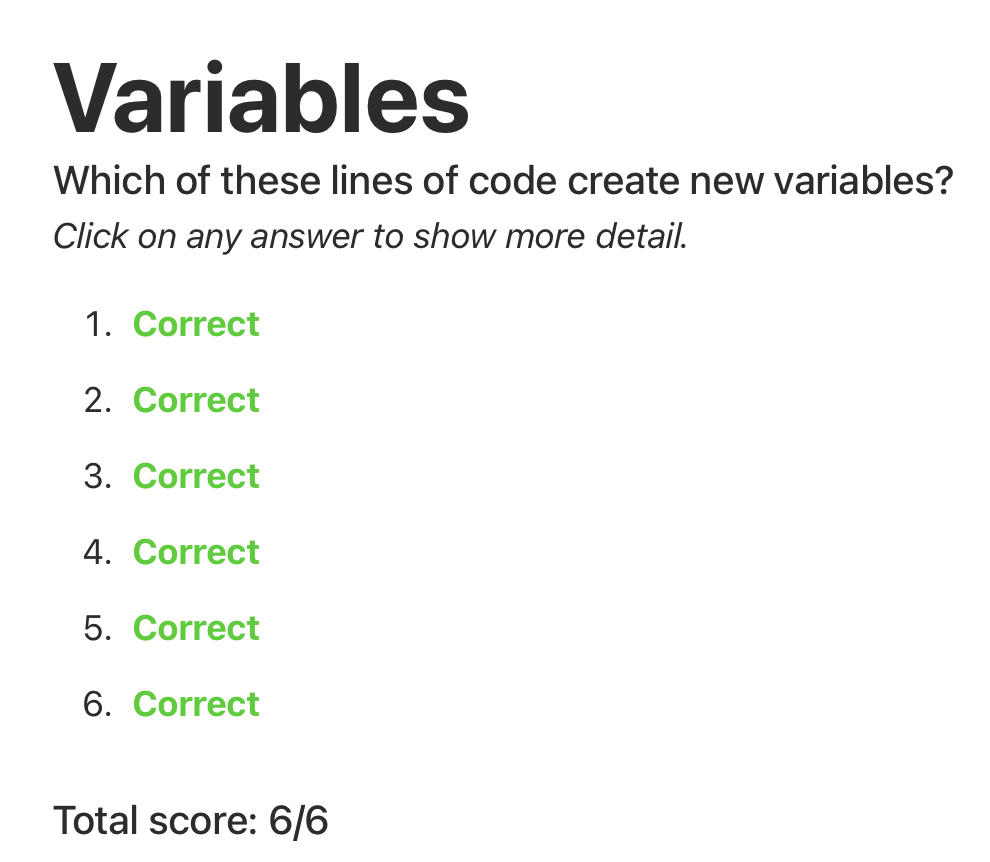 Variables
Which of these lines of code create new variables?
Click on any answer to show more detail.
1. Correct
2. Correct
3. Correct
4. Correct
5. Correct
6. Correct
Total score: 6/6